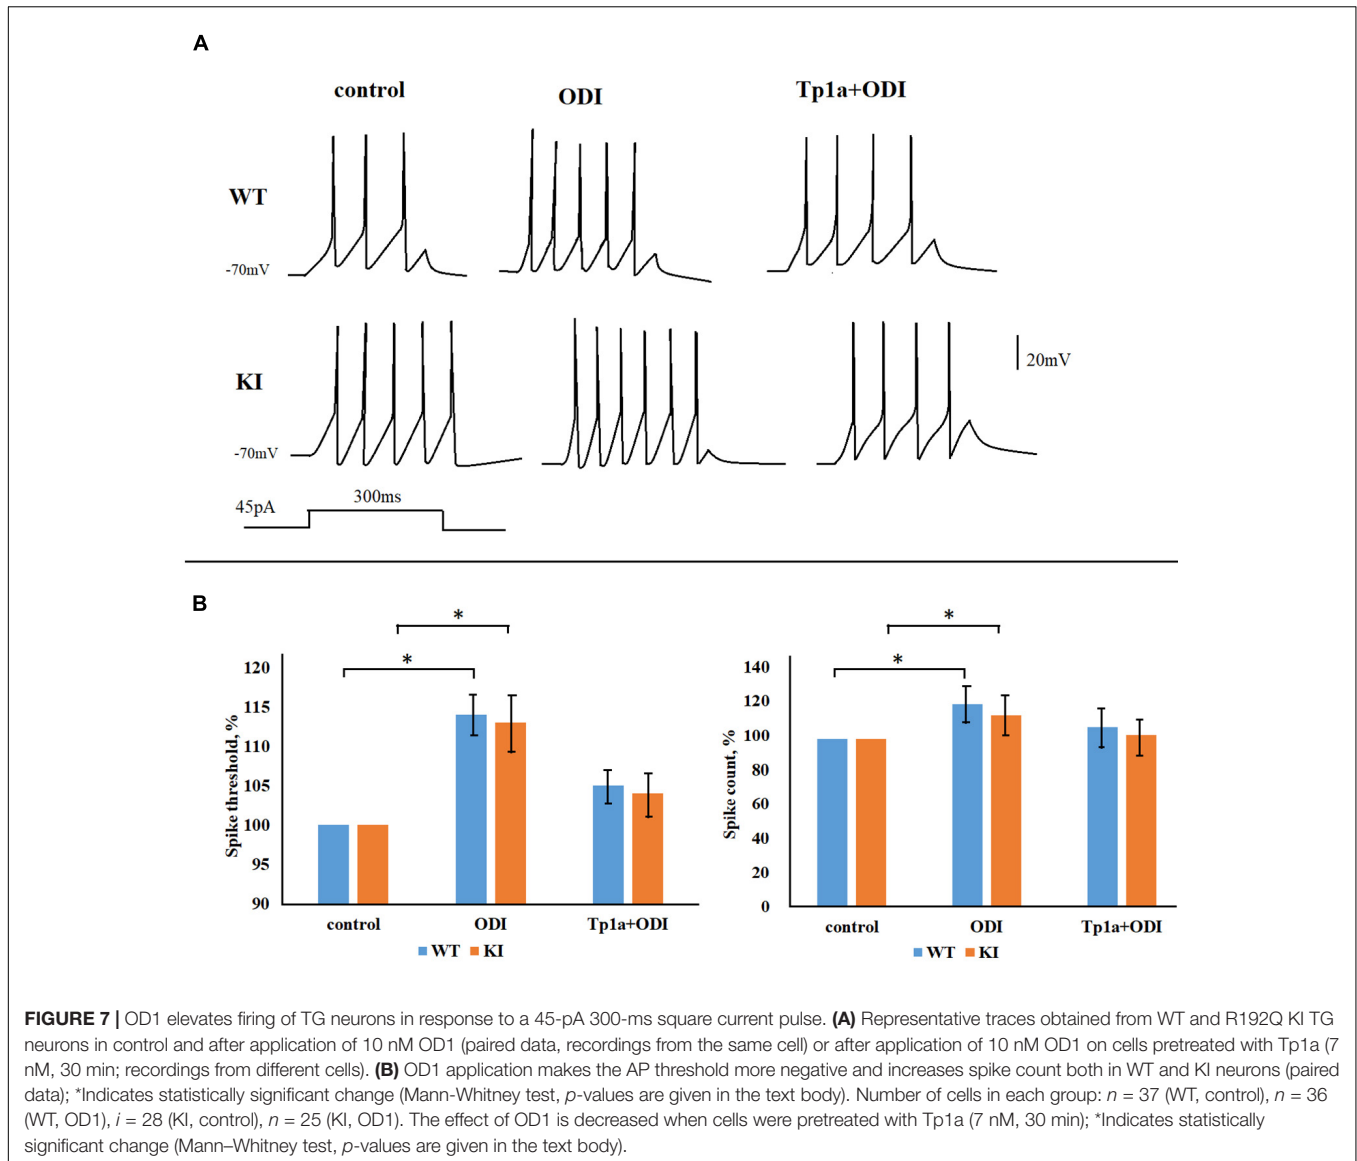 A
control
ODI
Tp1a+ODI
WT
-70mV
KI
20mV
-70mV
300ms
45pA
B
*
*
120
115
110
105
100
95
90
Spike threshold, %
control
ODI
Tp1a+ODI
WT
KI
*
*
140
120
100
80
60
40
20
0
Spike count, %
control
ODI
Tp1a+ODI
WT
KI
FIGURE 7 | OD1 elevates firing of TG neurons in response to a 45-pA 300-ms square current pulse. (A) Representative traces obtained from WT and R192Q KI TG
neurons in control and after application of 10 nM OD1 (paired data, recordings from the same cell) or after application of 10 nM OD1 on cells pretreated with Tp1a (7
nM, 30 min; recordings from different cells). (B) OD1 application makes the AP threshold more negative and increases spike count both in WT and KI neurons (paired
data); *Indicates statistically significant change (Mann-Whitney test, p-values are given in the text body). Number of cells in each group: n = 37 (WT, control), n = 36
(WT, OD1), i = 28 (KI, control), n = 25 (KI, OD1). The effect of OD1 is decreased when cells were pretreated with Tp1a (7 nM, 30 min); *Indicates statistically
significant change (Mann–Whitney test, p-values are given in the text body).